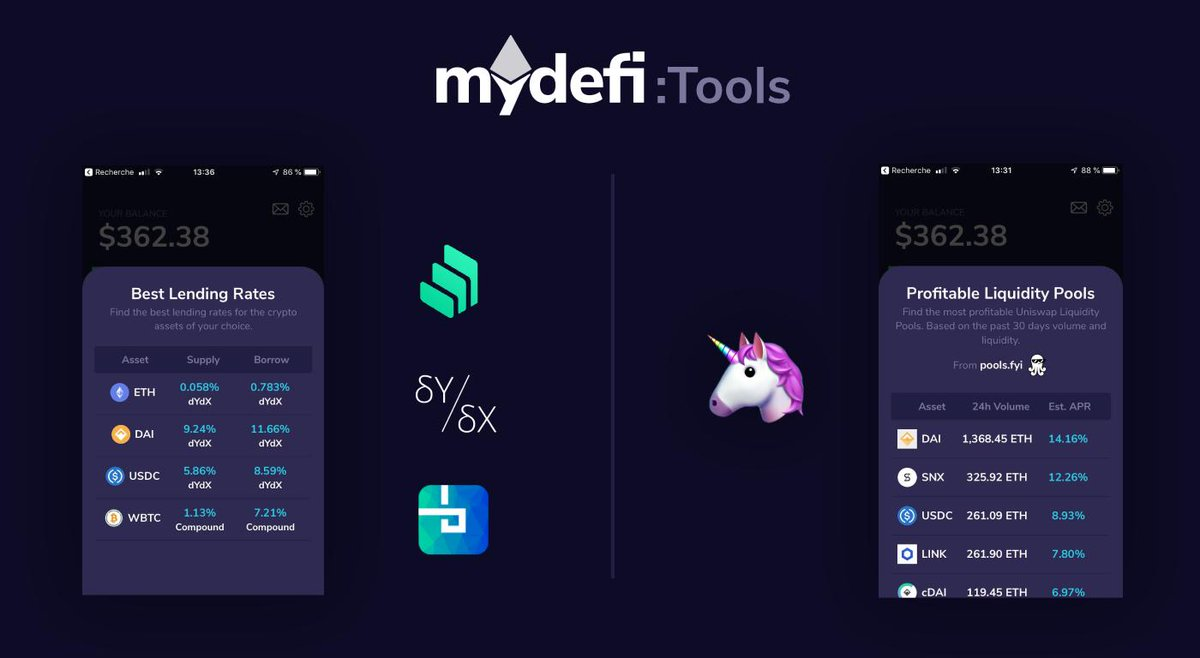 mydefi :Tools
Recherche 13:36 86 %
YOUR BALANCE
$362.38
Best Lending Rates
Find the best lending rates for the crypto
assets of your choice.
Asset Supply Borrow
ETH 0.058% 0.783%
dYdX dYdX
DAI 9.24% 11.66%
dYdX dYdX
USDC 5.86% 8.59%
dYdX dYdX
WBTC 1.13% 7.21%
Compound Compound
δY/δX
Recherche 13:31 88 %
YOUR BALANCE
$362.38
Profitable Liquidity Pools
Find the most profitable Uniswap Liquidity
Pools. Based on the past 30 days volume and
liquidity.
From pools.fyi
Asset 24h Volume Est. APR
DAI 1,368.45 ETH 14.16%
SNX 325.92 ETH 12.26%
USDC 261.09 ETH 8.93%
LINK 261.90 ETH 7.80%
cDAI 119.45 ETH 6.97%